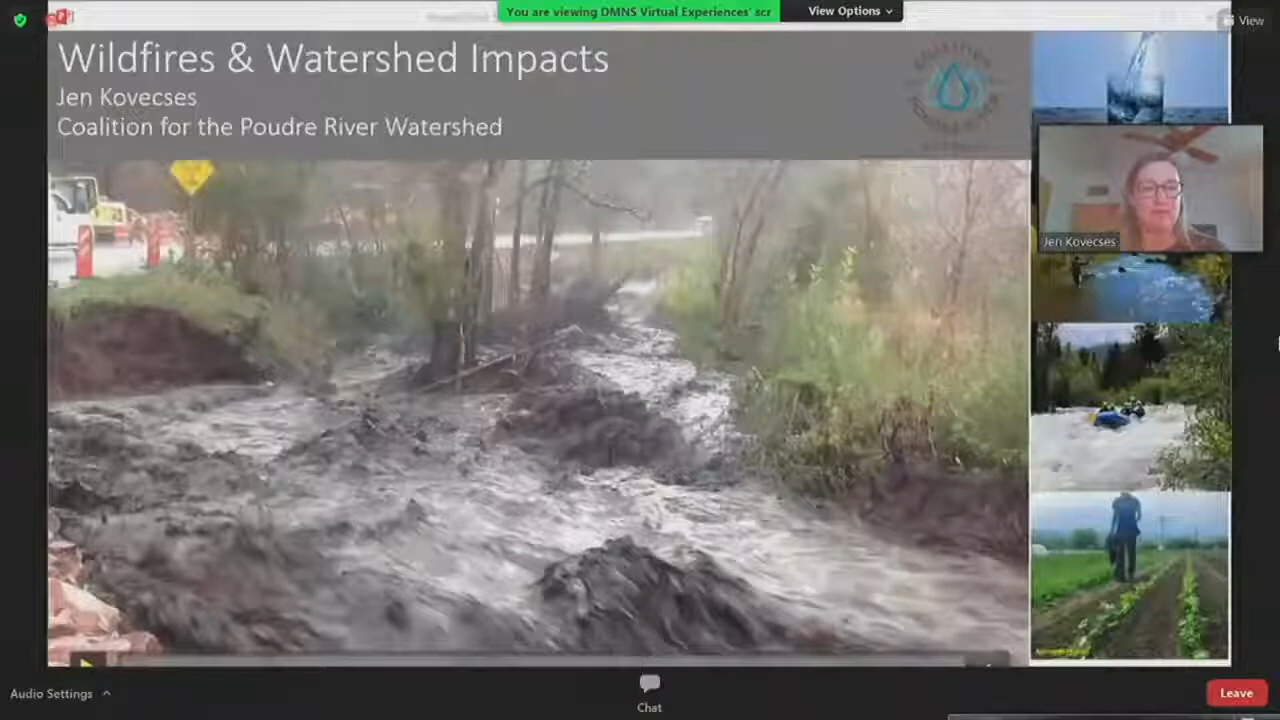 You are viewing DMNS Virtual Experiences' scr
View Options
View
Wildfires & Watershed Impacts
Jen Kovecses
Coalition for the Poudre River Watershed
Jen Kovecses
Audio Settings
Chat
Leave